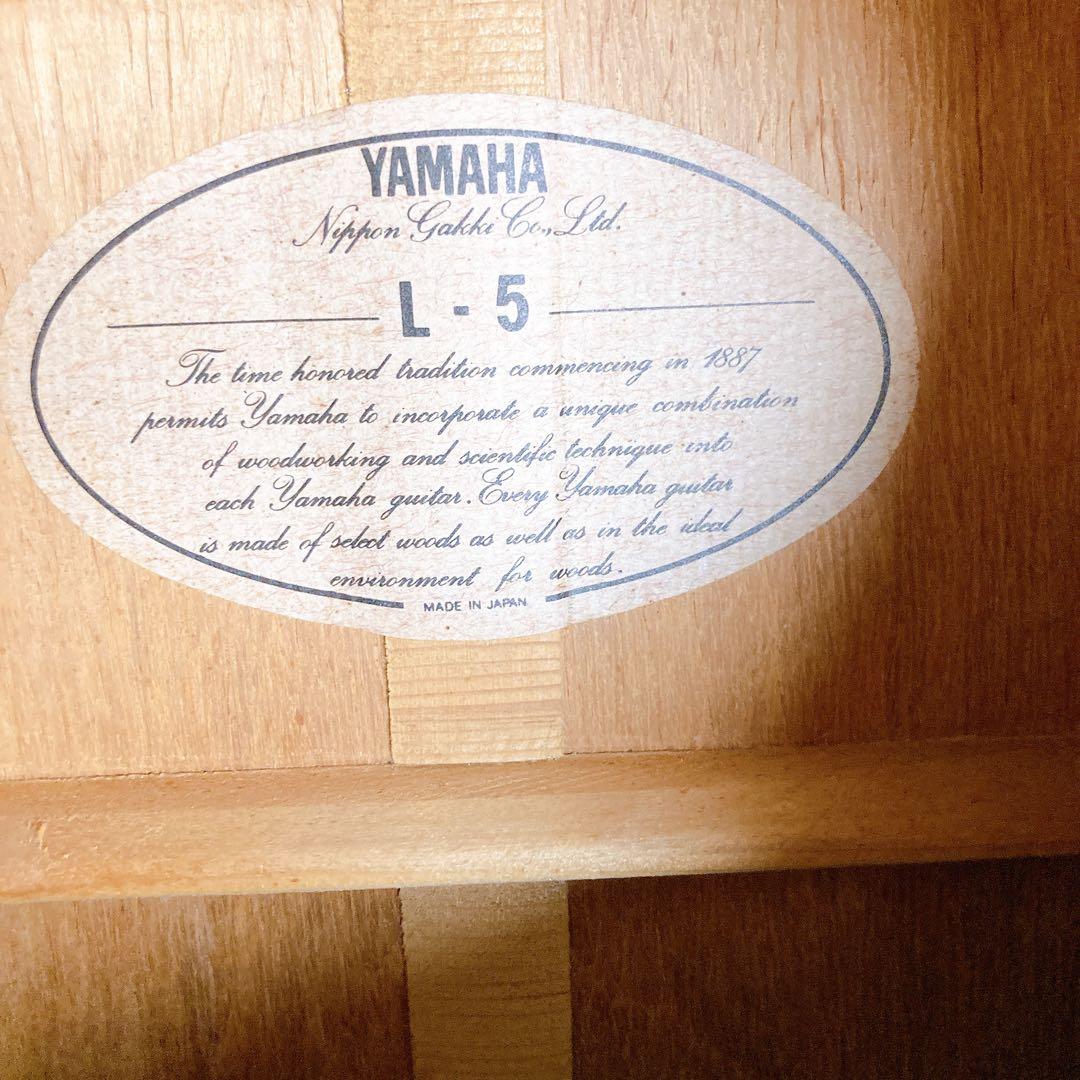 YAMAHA
Nippon Gakki Co., Ltd.
L - 5
The time honored tradition commencing in 1887
permits Yamaha to incorporate a unique combination
of woodworking and scientific technique into
each Yamaha guitar. Every Yamaha guitar
is made of select woods as well as in the ideal
environment for woods.
MADE IN JAPAN